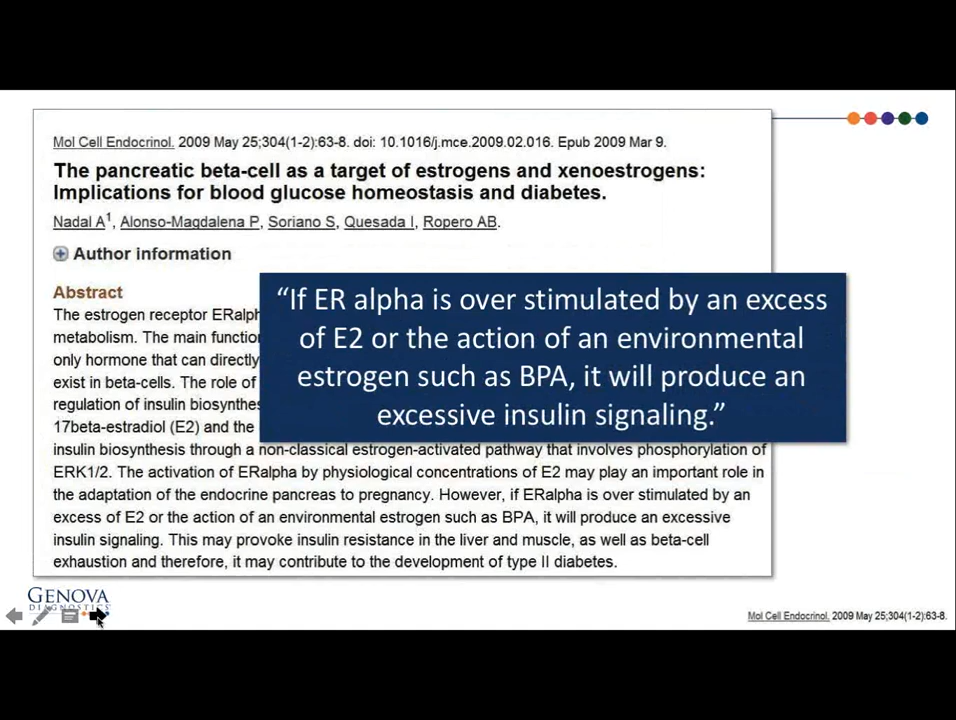 Mol Cell Endocrinol. 2009 May 25;304(1-2):63-8. doi: 10.1016/j.mce.2009.02.016. Epub 2009 Mar 9.
The pancreatic beta-cell as a target of estrogens and xenoestrogens:
Implications for blood glucose homeostasis and diabetes.
Nadal A1, Alonso-Magdalena P, Soriano S, Quesada I, Ropero AB.
Author information
Abstract
The estrogen receptor ERalph
metabolism. The main function
only hormone that can directly
exist in beta-cells. The role of
regulation of insulin biosynthes
17beta-estradiol (E2) and the
“If ER alpha is over stimulated by an excess
of E2 or the action of an environmental
estrogen such as BPA, it will produce an
excessive insulin signaling.”
insulin biosynthesis through a non-classical estrogen-activated pathway that involves phosphorylation of
ERK1/2. The activation of ERalpha by physiological concentrations of E2 may play an important role in
the adaptation of the endocrine pancreas to pregnancy. However, if ERalpha is over stimulated by an
excess of E2 or the action of an environmental estrogen such as BPA, it will produce an excessive
insulin signaling. This may provoke insulin resistance in the liver and muscle, as well as beta-cell
exhaustion and therefore, it may contribute to the development of type II diabetes.
GENOVA
DIAGNOSTICS
Mol Cell Endocrinol. 2009 May 25;304(1-2):63-8.